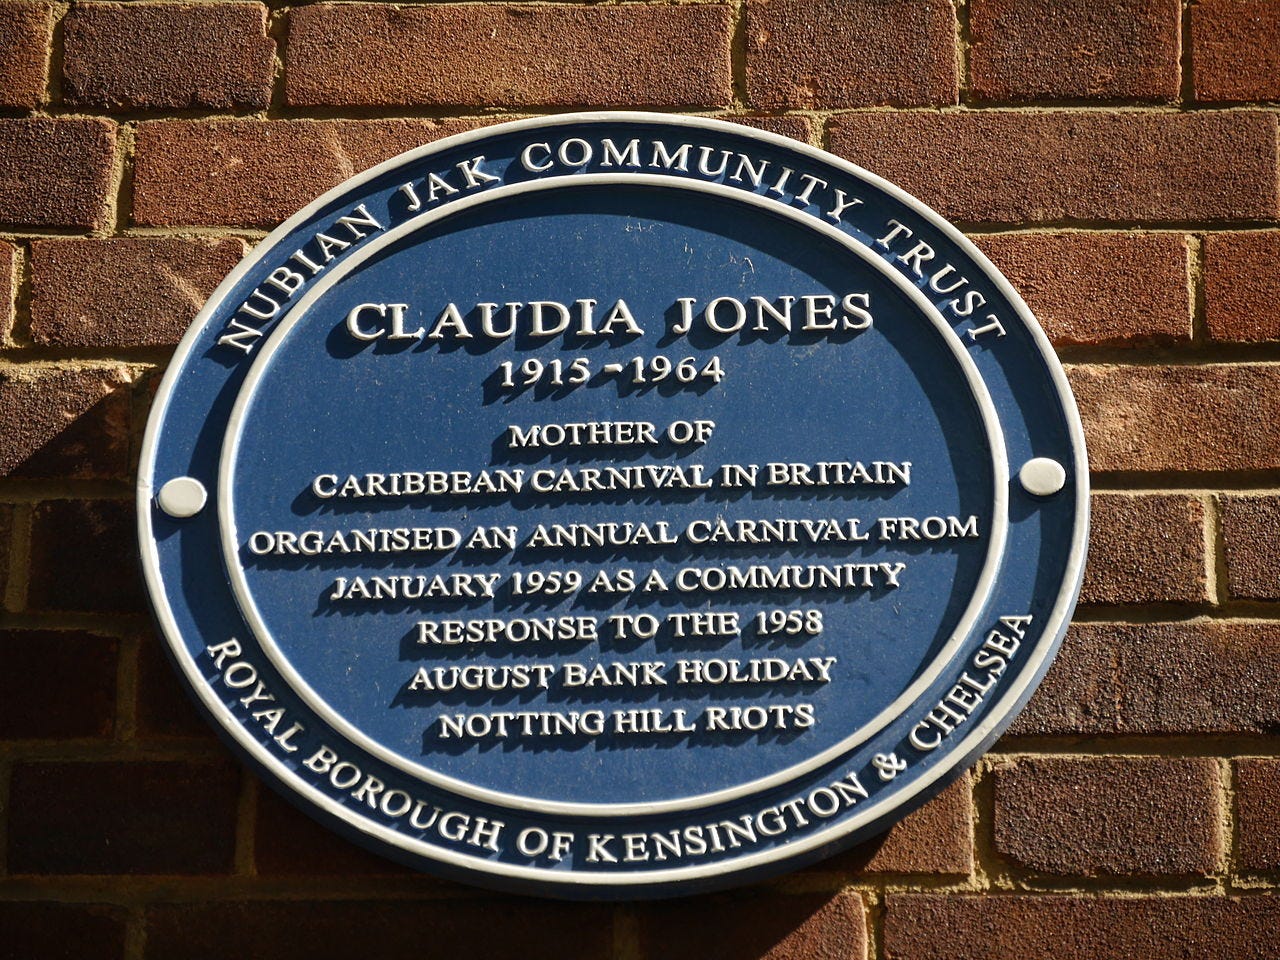 NUBIAN JAK COMMUNITY TRUST
CLAUDIA JONES
1915-1964
MOTHER OF
CARIBBEAN CARNIVAL IN BRITAIN
ORGANISED AN ANNUAL CARNIVAL FROM
JANUARY 1959 AS A COMMUNITY
RESPONSE TO THE 1958
AUGUST BANK HOLIDAY
NOTTING HILL RIOTS
ROYAL BOROUGH OF KENSINGTON & CHELSEA